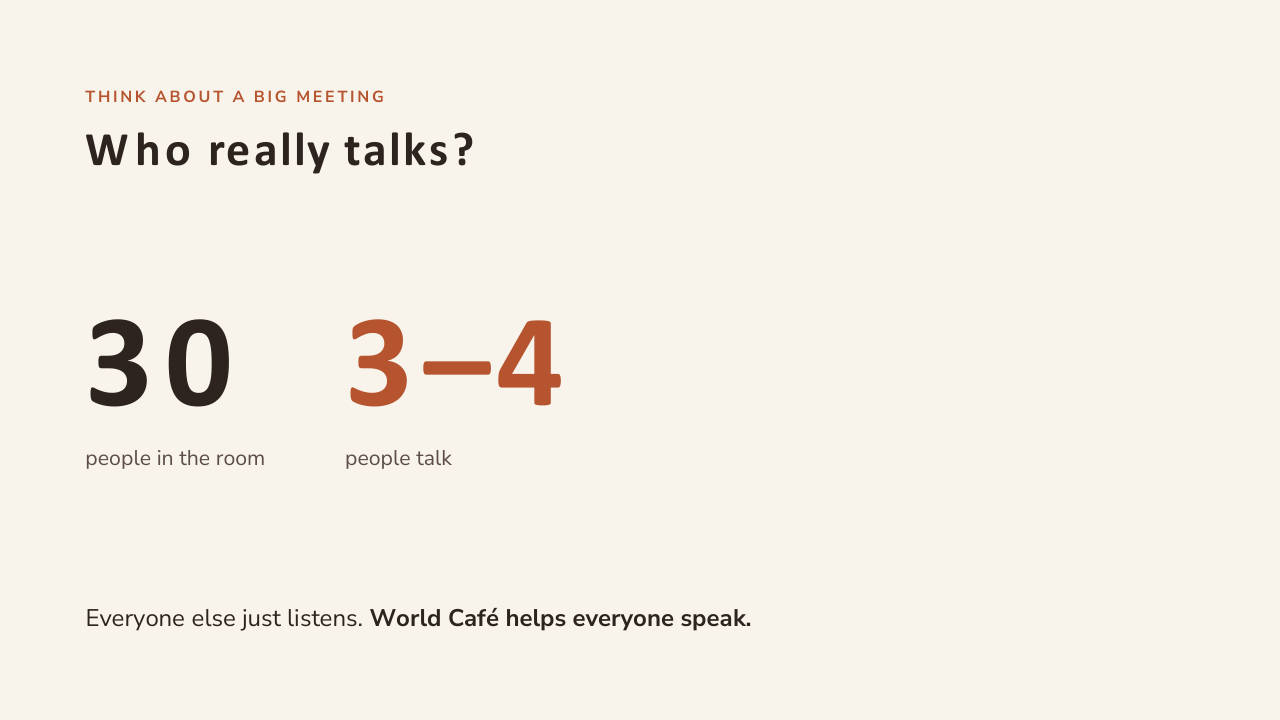 THINK ABOUT A BIG MEETING
Who really talks?
30
people in the room
3–4
people talk
Everyone else just listens. World Café helps everyone speak.